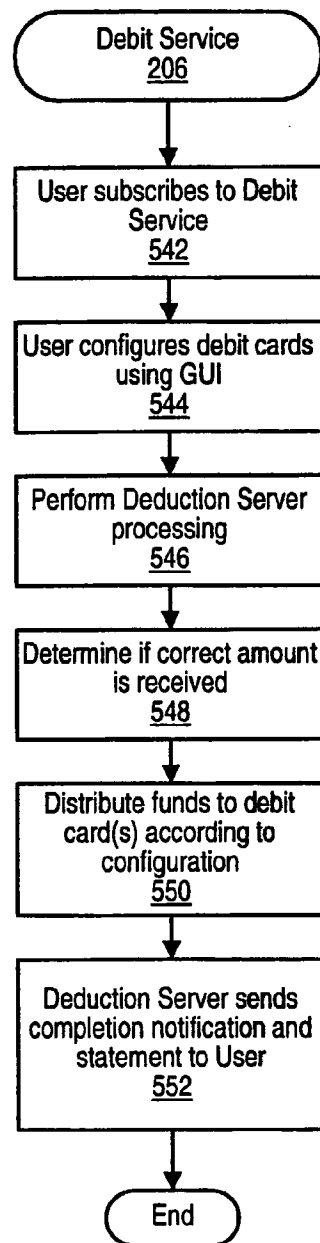 Debit Service
206
User subscribes to Debit
Service
542
User configures debit cards
using GUI
544
Perform Deduction Server
processing
546
Determine if correct amount
is received
548
Distribute funds to debit
card(s) according to
configuration
550
Deduction Server sends
completion notification and
statement to User
552
End